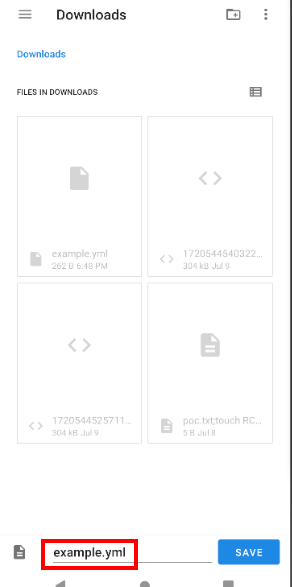 Downloads
Downloads
FILES IN DOWNLOADS
example.yml
262 B 6:48 PM
1720544540322...
304 kB Jul 9
1720544525711...
304 kB Jul 9
poc.txt;touch RC...
5 B Jul 8
example.yml
SAVE